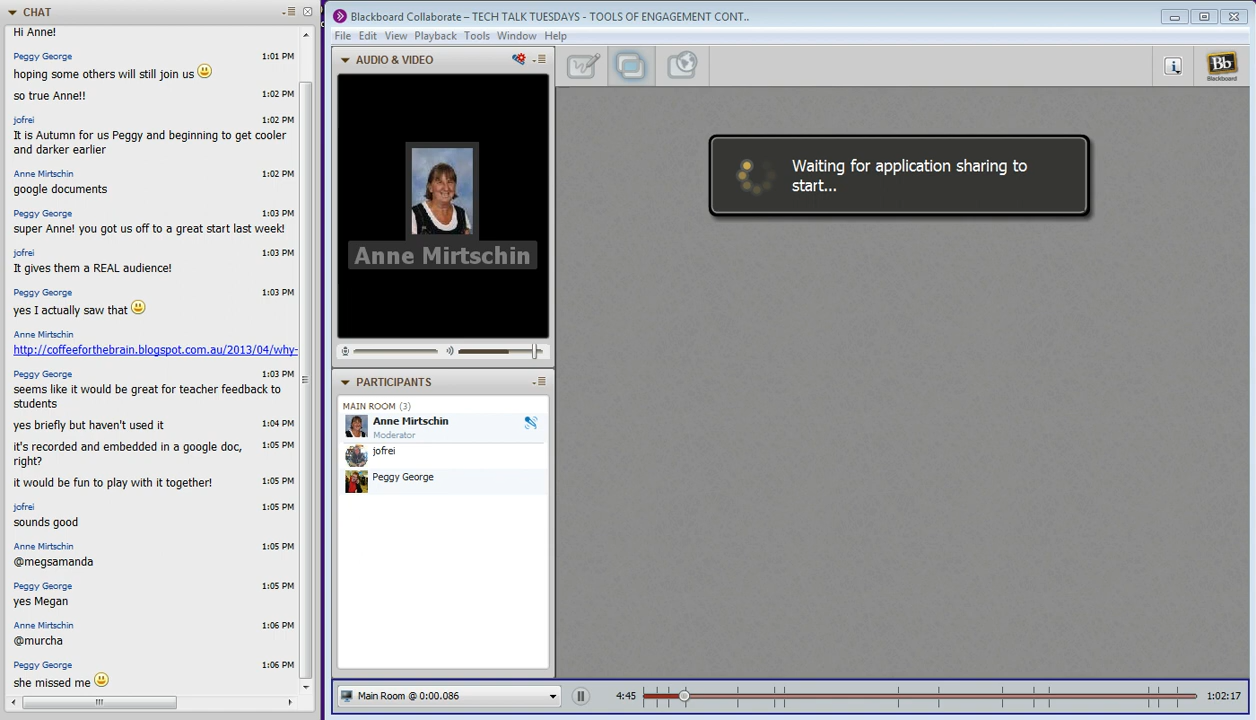 CHAT
Hi Anne!
Peggy George 1:01 PM
hoping some others will still join us
so true Anne!! 1:02 PM
jofrei 1:02 PM
It is Autumn for us Peggy and beginning to get cooler
and darker earlier
Anne Mirtschin 1:02 PM
google documents
Peggy George 1:03 PM
super Anne! you got us off to a great start last week!
jofrei 1:03 PM
It gives them a REAL audience!
Peggy George 1:03 PM
yes I actually saw that
Anne Mirtschin
http://coffeeforthebrain.blogspot.com.au/2013/04/why-
Peggy George 1:03 PM
seems like it would be great for teacher feedback to
students
yes briefly but haven't used it 1:04 PM
it's recorded and embedded in a google doc, 1:05 PM
right?
it would be fun to play with it together! 1:05 PM
jofrei 1:05 PM
sounds good
Anne Mirtschin 1:05 PM
@megsamanda
Peggy George 1:05 PM
yes Megan
Anne Mirtschin 1:06 PM
@murcha
Peggy George 1:06 PM
she missed me
Blackboard Collaborate – TECH TALK TUESDAYS - TOOLS OF ENGAGEMENT CONT..
File Edit View Playback Tools Window Help
AUDIO & VIDEO
Anne Mirtschin
PARTICIPANTS
MAIN ROOM (3)
Anne Mirtschin
Moderator
jofrei
Peggy George
Bb
Blackboard
Waiting for application sharing to
start...
Main Room @ 0:00.086 4:45 1:02:17